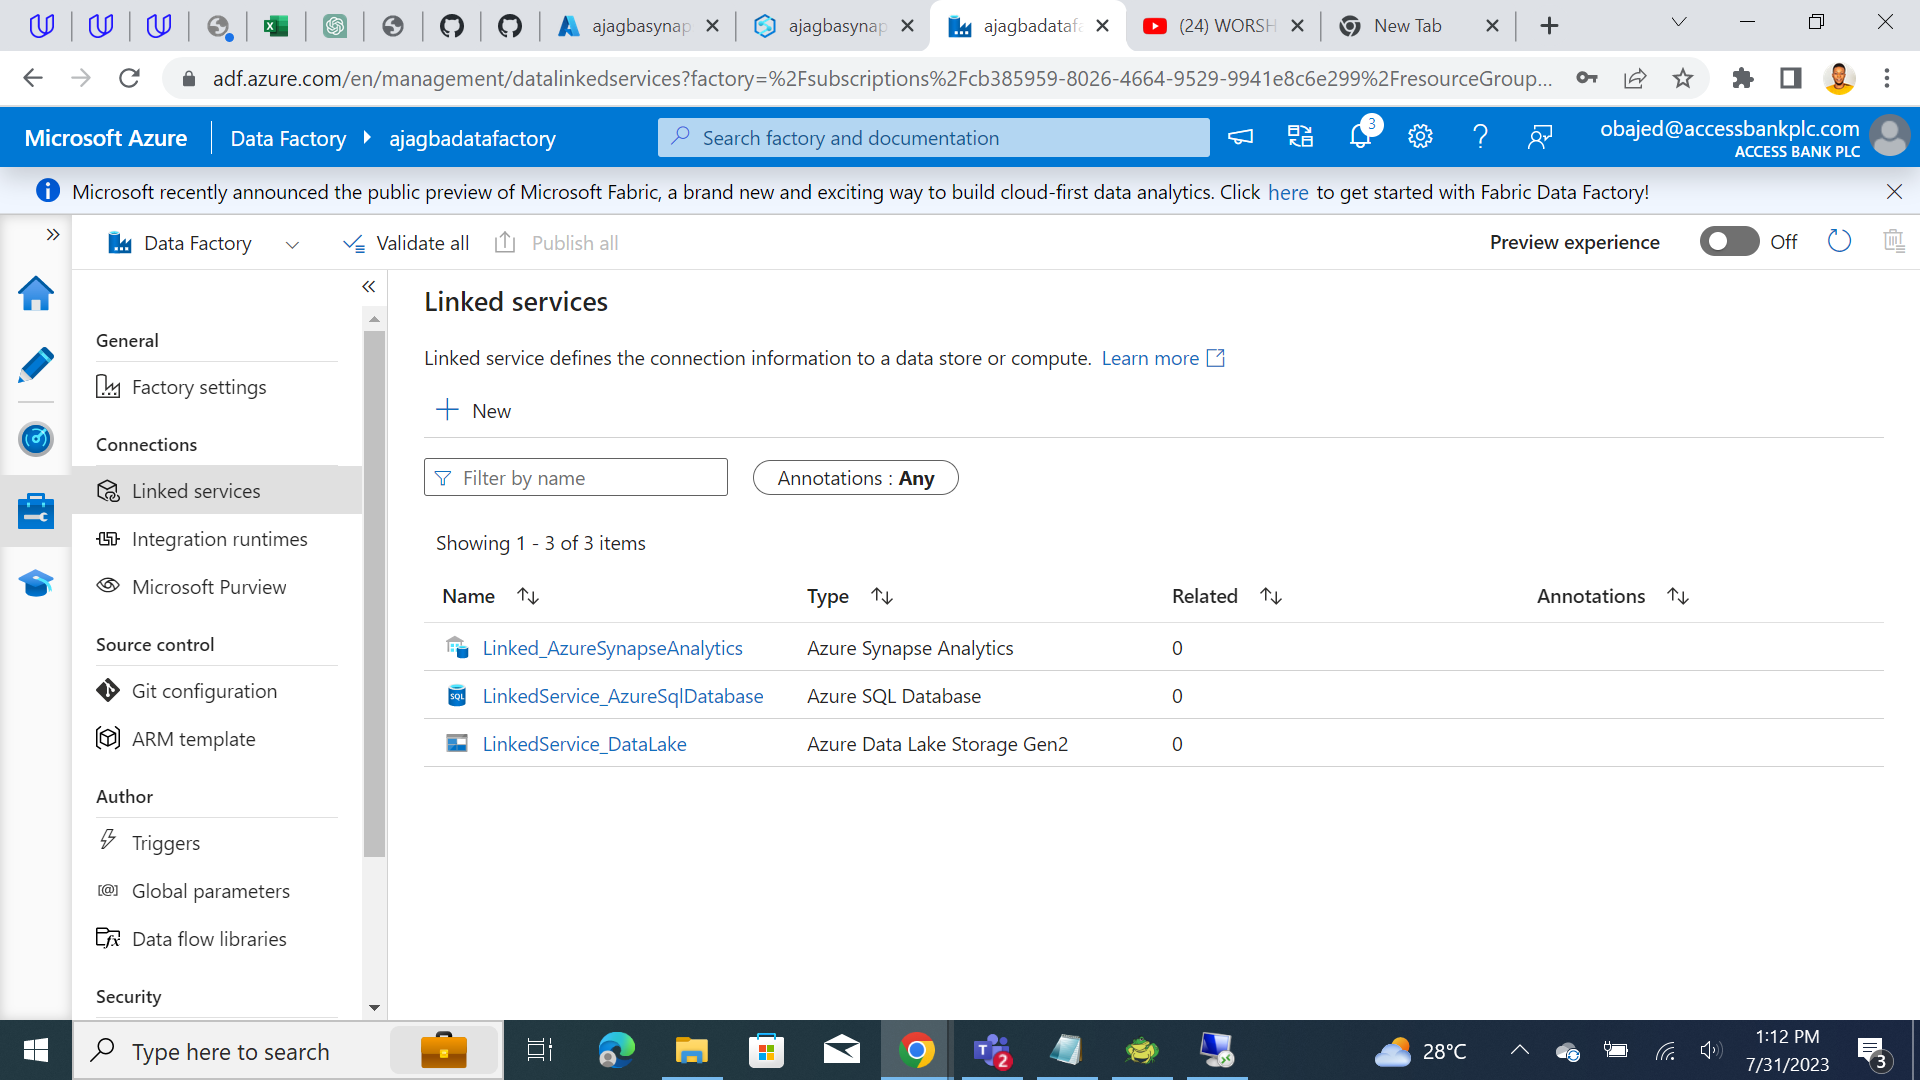 ajagbasynap
ajagbasynap
ajagbadatafa
(24) WORSH
New Tab
adf.azure.com/en/management/datalinkedservices?factory=%2Fsubscriptions%2Fcb385959-8026-4664-9529-9941e8c6e299%2FresourceGroup...
Microsoft Azure
Data Factory
ajagbadatafactory
Search factory and documentation
3
obajed@accessbankplc.com
ACCESS BANK PLC
Microsoft recently announced the public preview of Microsoft Fabric, a brand new and exciting way to build cloud-first data analytics. Click here to get started with Fabric Data Factory!
Data Factory
Validate all
Publish all
Preview experience
Off
General
Factory settings
Connections
Linked services
Integration runtimes
Microsoft Purview
Source control
Git configuration
ARM template
Author
Triggers
Global parameters
Data flow libraries
Security
Linked services
Linked service defines the connection information to a data store or compute. Learn more
New
Filter by name
Annotations : Any
Showing 1 - 3 of 3 items
Name Type Related Annotations
Linked_AzureSynapseAnalytics Azure Synapse Analytics 0
SQL LinkedService_AzureSqlDatabase Azure SQL Database 0
LinkedService_DataLake Azure Data Lake Storage Gen2 0
Type here to search
2
28°C
1:12 PM
7/31/2023
3